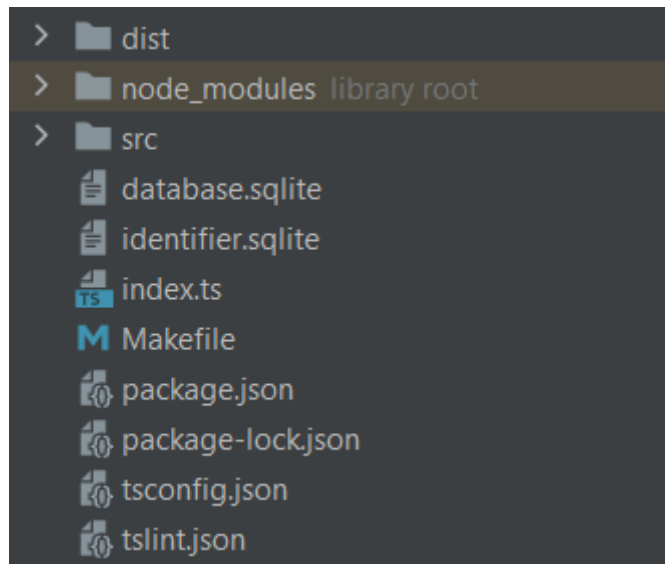 dist
node_modules library root
src
database.sqlite
identifier.sqlite
TS index.ts
M Makefile
package.json
package-lock.json
tsconfig.json
tslint.json